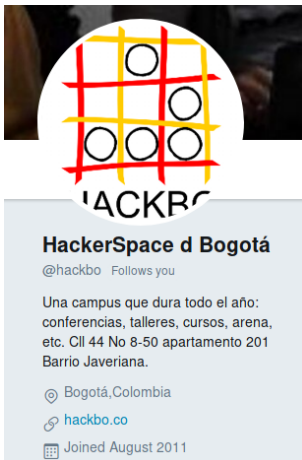 HACKBO
HackerSpace d Bogotá
@hackbo Follows you
Una campus que dura todo el año:
conferencias, talleres, cursos, arena,
etc. Cll 44 No 8-50 apartamento 201
Barrio Javeriana.
Bogotá,Colombia
hackbo.co
Joined August 2011